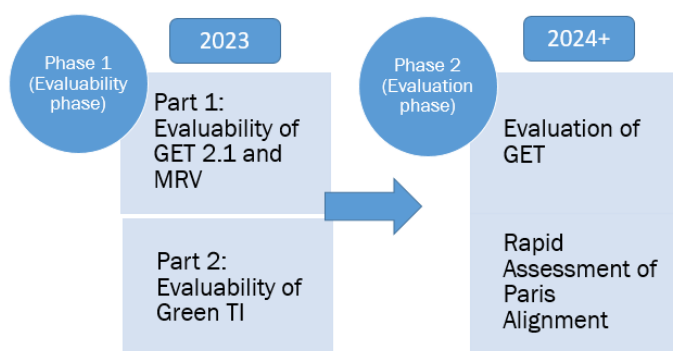 Phase 1
(Evaluability
phase)
2023
Part 1:
Evaluability of
GET 2.1 and
MRV
Part 2:
Evaluability of
Green TI
Phase 2
(Evaluation
phase)
2024+
Evaluation of
GET
Rapid
Assessment of
Paris
Alignment